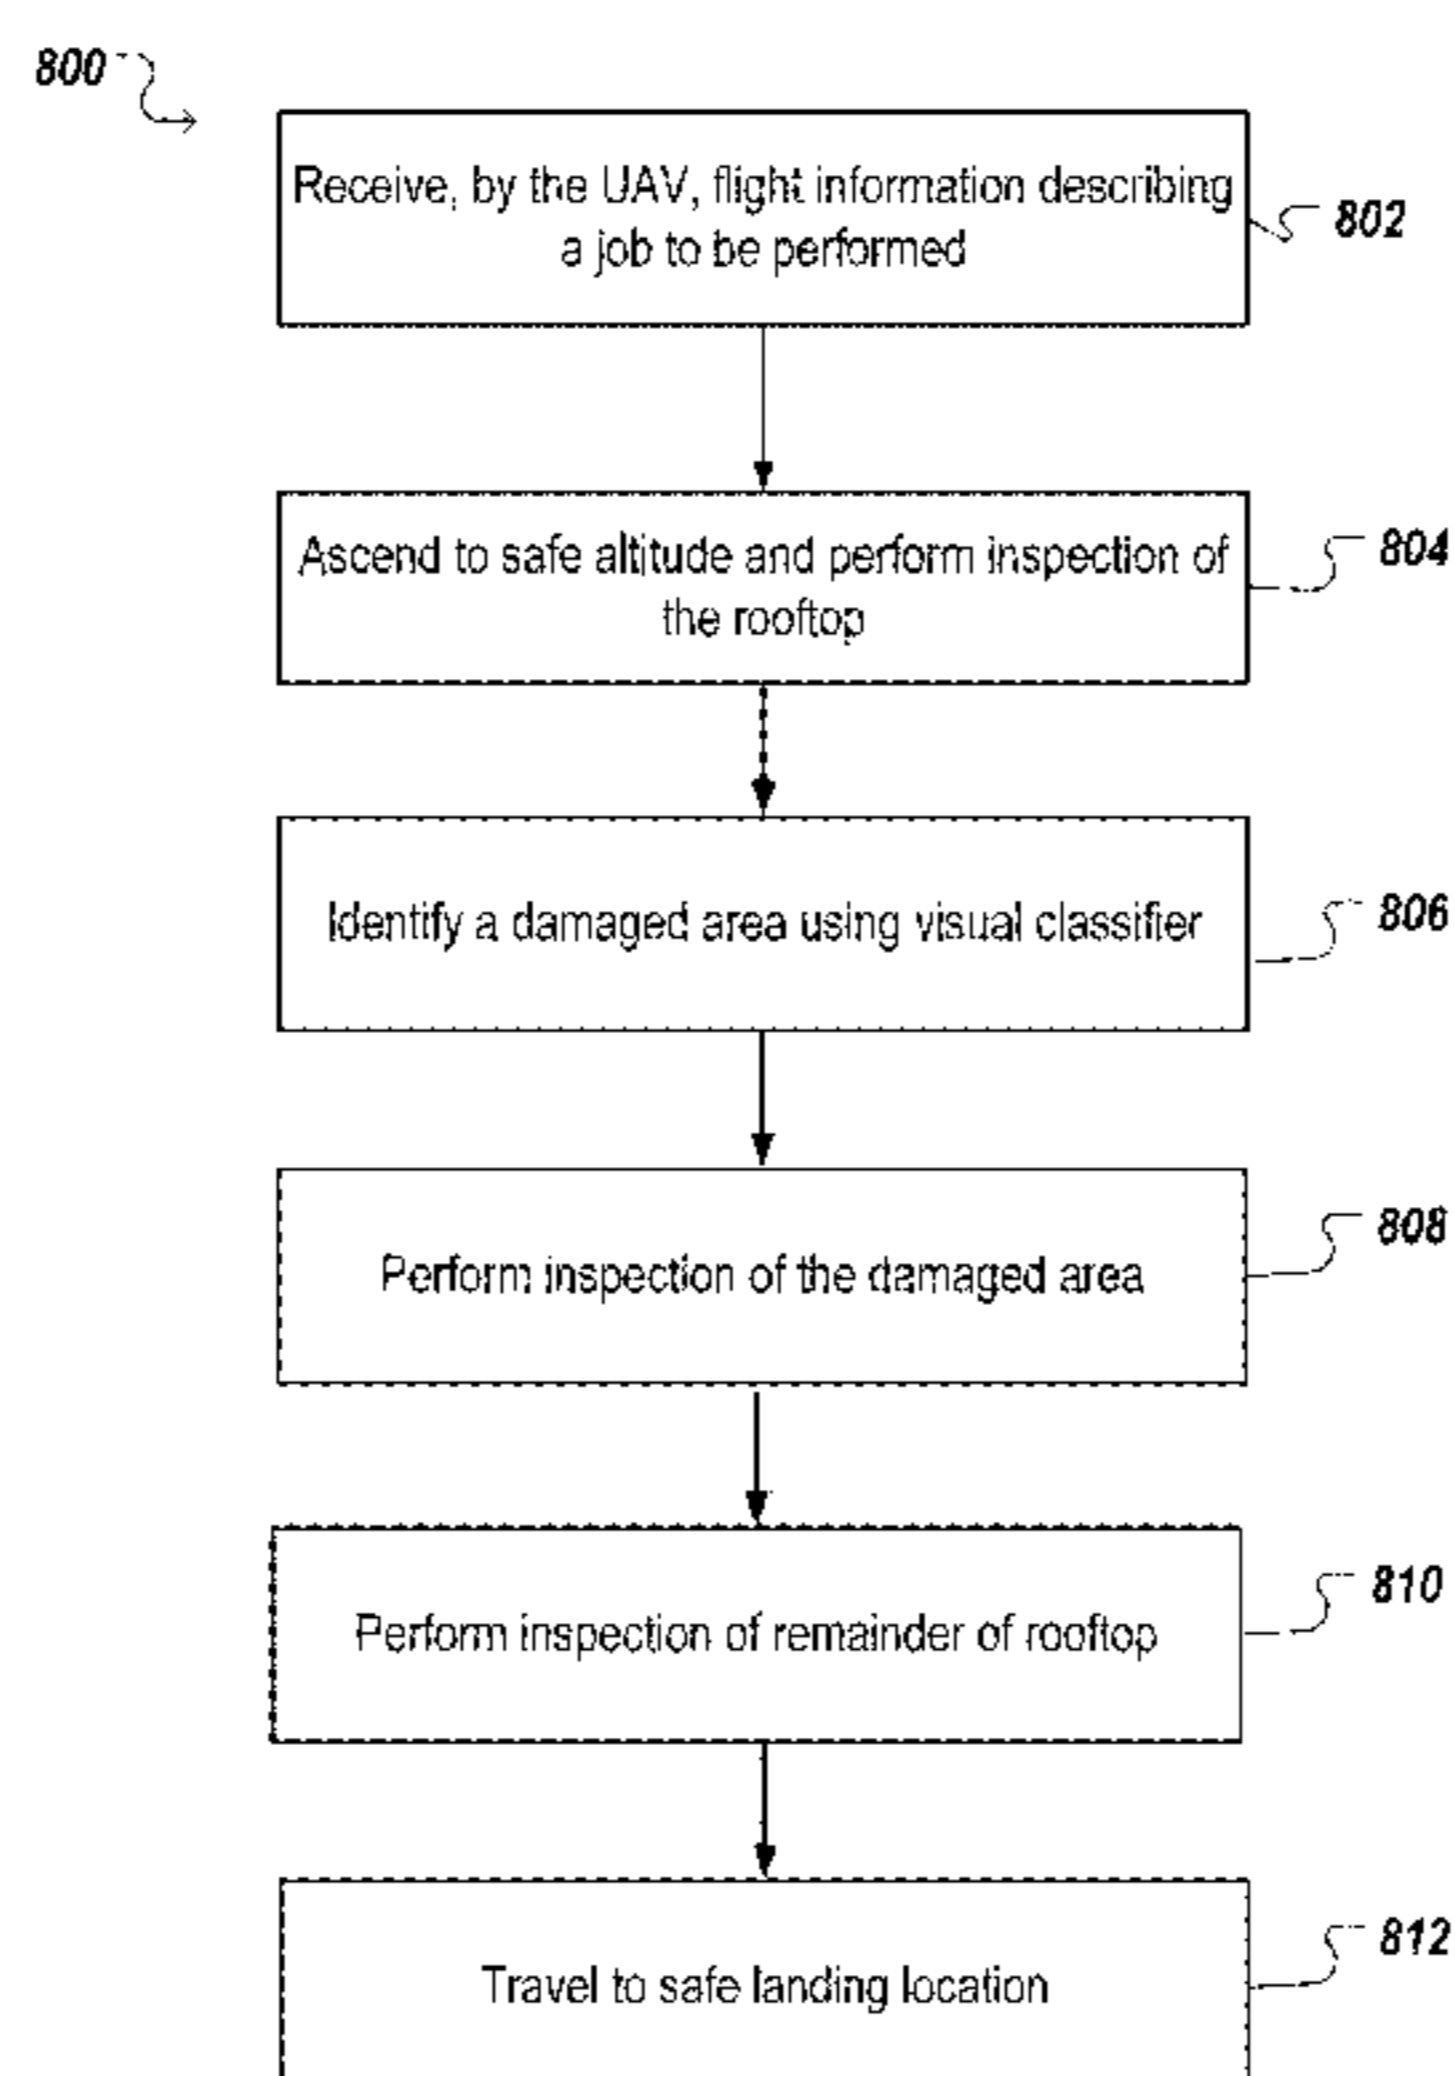 800
Receive, by the UAV, flight information describing
a job to be performed
802
Ascend to safe altitude and perform inspection of
the rooftop
804
Identify a damaged area using visual classifier
806
Perform inspection of the damaged area
808
Perform inspection of remainder of rooftop
810
Travel to safe landing location
812